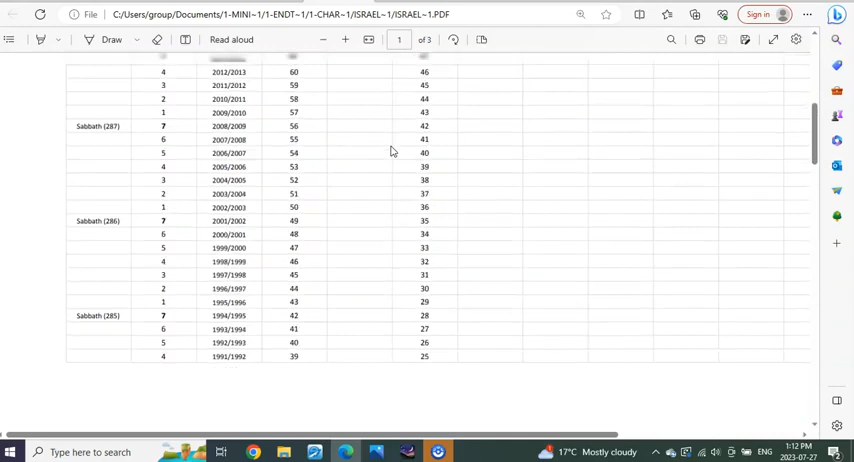 File C:/Users/group/Documents/1-MINI~1/1-ENDT~1/1-CHAR~1/ISRAEL~1/ISRAEL~1.PDF Sign in
Draw Read aloud 1 of 3
4 2012/2013 60 46
3 2011/2012 59 45
2 2010/2011 58 44
1 2009/2010 57 43
Sabbath (287) 7 2008/2009 56 42
6 2007/2008 55 41
5 2006/2007 54 40
4 2005/2006 53 39
3 2004/2005 52 38
2 2003/2004 51 37
1 2002/2003 50 36
Sabbath (286) 7 2001/2002 49 35
6 2000/2001 48 34
5 1999/2000 47 33
4 1998/1999 46 32
3 1997/1998 45 31
2 1996/1997 44 30
1 1995/1996 43 29
Sabbath (285) 7 1994/1995 42 28
6 1993/1994 41 27
5 1992/1993 40 26
4 1991/1992 39 25
Type here to search 17°C Mostly cloudy ENG 1:12 PM
2023-07-27 2